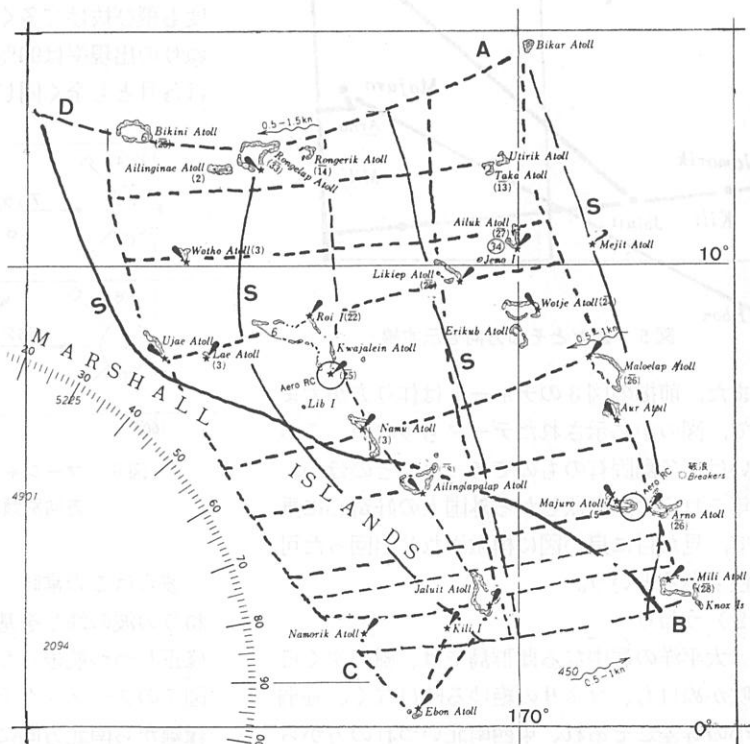 A
Bikar Atoll
D
0.5-1.5kn
Bikini Atoll
Rongerik Atoll
(14)
Ailinginae Atoll
(2)
Rongelap Atoll
(33)
Utirik Atoll
Taka Atoll
(13)
Ailuk Atoll
(27)
34
S
Mejit Atoll
Wotho Atoll (3)
Jemo I
10°
Likiep Atoll
S
S
Roi I (22)
Wotje Atoll
Erikub Atoll
Ujae Atoll
Lae Atoll
(3)
Kwajalein Atoll
(25)
Aero RC
S
Maloelap Atoll
(26)
MARSHALL
20
30
40
50
60
70
80
90
5225
Lib I
Aur Atoll
Namu Atoll
(3)
ISLANDS
Ailinglapalap Atoll
Aero RC
Breakers
4901
Majuro Atoll
Arno Atoll
(26)
Jaluit Atoll
Mili Atoll
(28)
Knox Is
B
2094
Namorik Atoll
Kili I
C
450
0.5-1kn
Ebon Atoll
170°